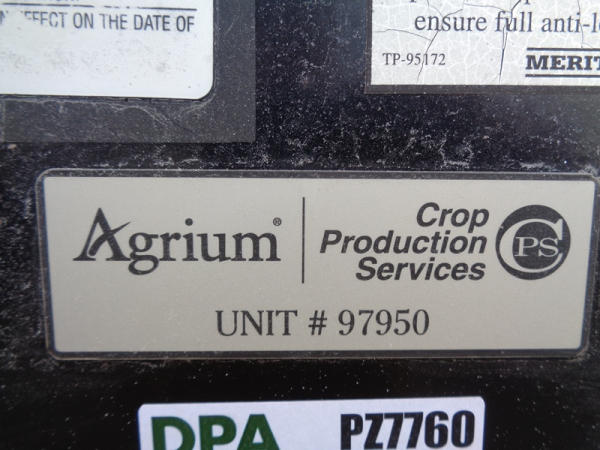 EFFECT ON THE DATE OF
ensure full anti-l
TP-95172
MERIT
Agrium®
Crop
Production
Services
CPS
UNIT # 97950
DPA
PZ7760